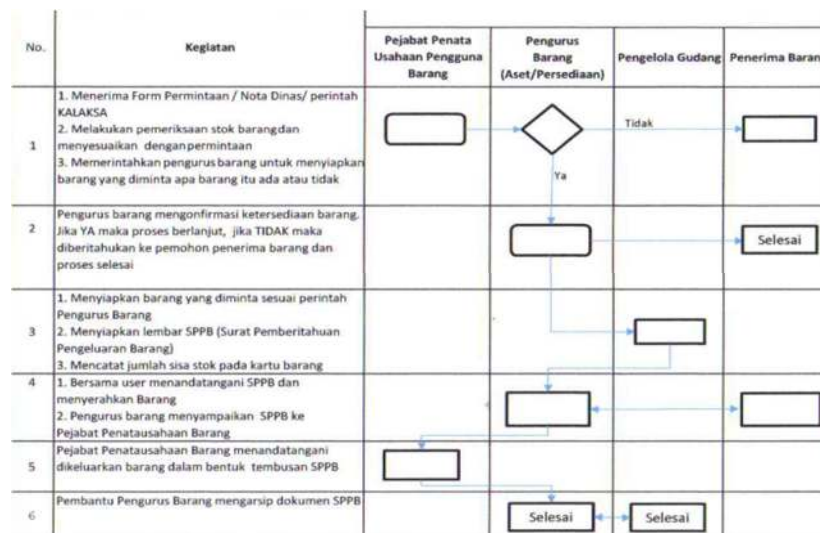 No.
Kegiatan
Pejabat Penata
Usahaan Pengguna
Barang
Pengurus
Barang
(Aset/Persediaan)
Pengelola Gudang
Penerima Baran
1
1. Menerima Form Permintaan / Nota Dinas/ perintah
KALAKSA
2. Melakukan pemeriksaan stok barangdan
menyesuaikan denganpermintaan
3. Memerintahkan pengurus barang untuk menyiapkan
barang yang diminta apa barang itu ada atau tidak
Tidak
Ya
2
Pengurus barang mengonfirmasi ketersediaan barang.
Jika YA maka proses berlanjut, jika TIDAK maka
diberitahukan ke pemohon penerima barang dan
proses selesai
Selesai
3
1. Menyiapkan barang yang diminta sesuai perintah
Pengurus Barang
2. Menyiapkan lembar SPPB (Surat Pemberitahuan
Pengeluaran Barang)
3. Mencatat jumlah sisa stok pada kartu barang
4
1. Bersama user menandatangani SPPB dan
menyerahkan Barang
2. Pengurus barang menyampaikan SPPB ke
Pejabat Penatausahaan Barang
5
Pejabat Penatausahaan Barang menandatangani
dikeluarkan barang dalam bentuk tembusan SPPB
6
Pembantu Pengurus Barang mengarsip dokumen SPPB
Selesai
Selesai